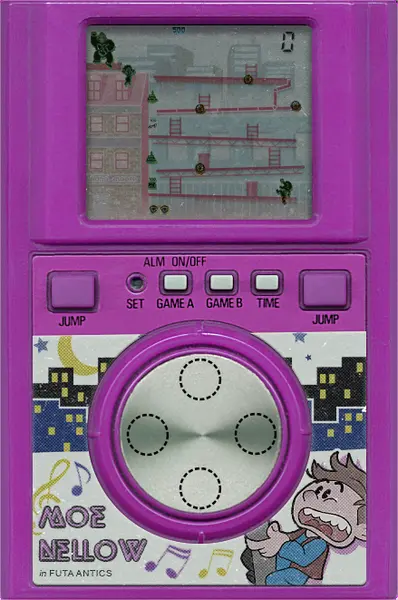 500
0
ALM ON/OFF
SET GAME A GAME B TIME
JUMP JUMP
MOE
NELLOW
in FUTA ANTICS